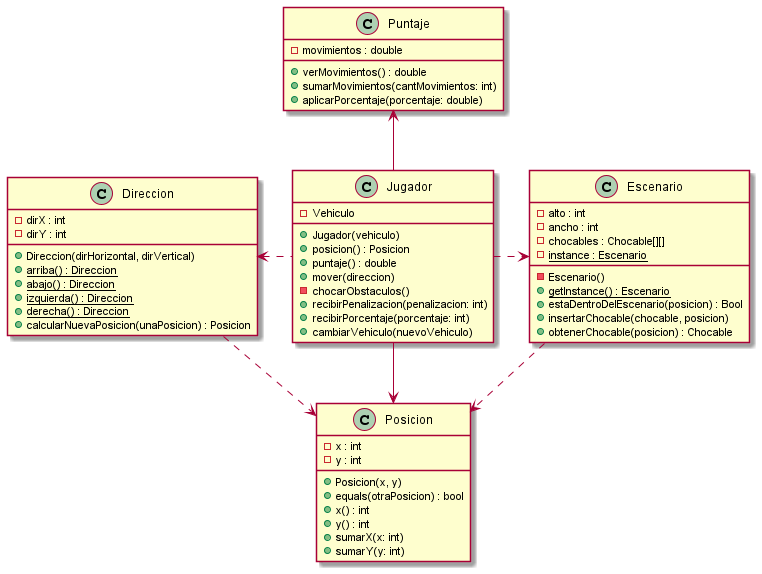 C Puntaje
movimientos : double
verMovimientos() : double
sumarMovimientos(cantMovimientos: int)
aplicarPorcentaje(porcentaje: double)
C Direccion
dirX : int
dirY : int
Direccion(dirHorizontal, dirVertical)
arriba() : Direccion
abajo() : Direccion
izquierda() : Direccion
derecha() : Direccion
calcularNuevaPosicion(unaPosicion) : Posicion
C Jugador
Vehiculo
Jugador(vehiculo)
posicion() : Posicion
puntaje() : double
mover(direccion)
chocarObstaculos()
recibirPenalizacion(penalizacion: int)
recibirPorcentaje(porcentaje: int)
cambiarVehiculo(nuevoVehiculo)
C Escenario
alto : int
ancho : int
chocables : Chocable[][]
instance : Escenario
Escenario()
getInstance() : Escenario
estaDentroDelEscenario(posicion) : Bool
insertarChocable(chocable, posicion)
obtenerChocable(posicion) : Chocable
C Posicion
x : int
y : int
Posicion(x, y)
equals(otraPosicion) : bool
x() : int
y() : int
sumarX(x: int)
sumarY(y: int)